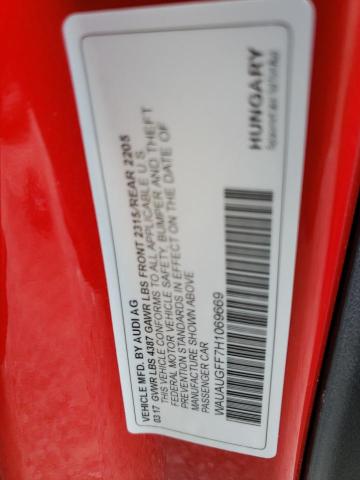 VEHICLE MFD. BY AUDI AG
03/17 GVWR LBS 4387 GAWR LBS FRONT 2315/REAR 2205
THIS VEHICLE CONFORMS TO ALL APPLICABLE U.S.
FEDERAL MOTOR VEHICLE SAFETY, BUMPER AND THEFT
PREVENTION STANDARDS IN EFFECT ON THE DATE OF
MANUFACTURE SHOWN ABOVE
PASSENGER CAR
WAUAUGFF7H1069669
HUNGARY